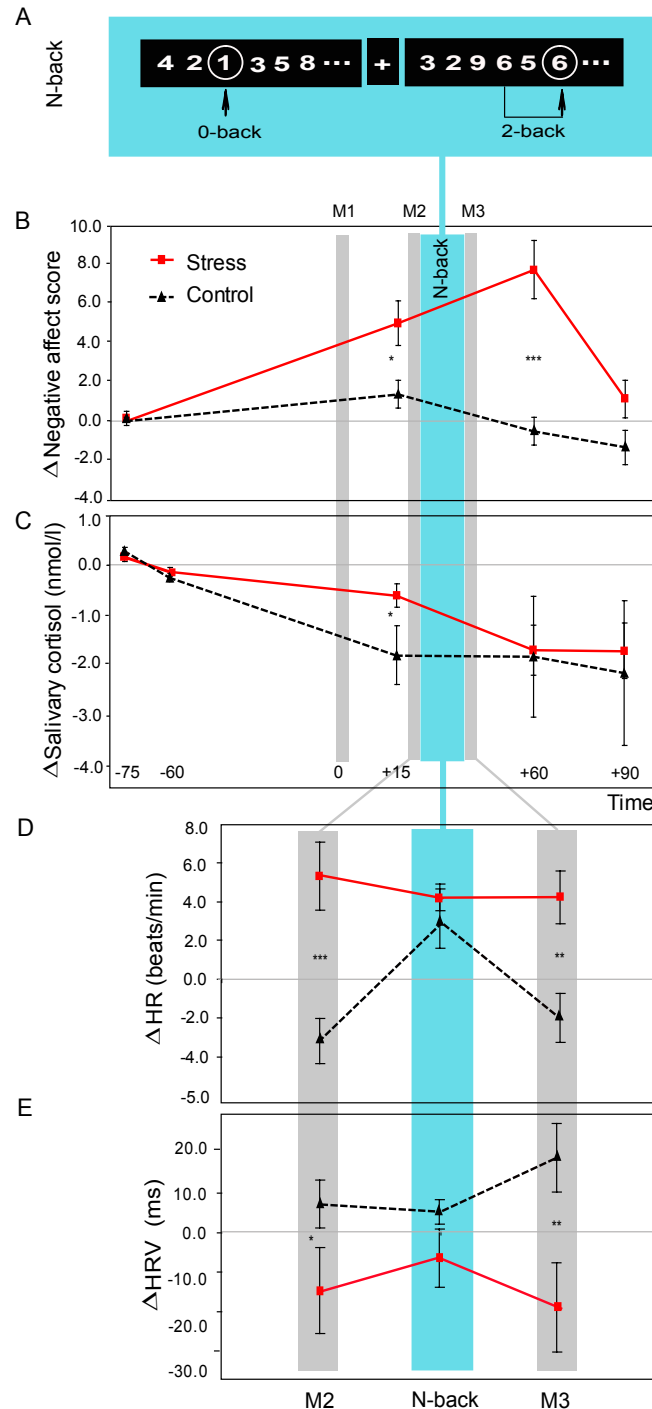 A
N-back
4 2 1 3 5 8 ··· + 3 2 9 6 5 6 ···
0-back 2-back
B
M1 M2 M3
Δ Negative affect score
10.0
8.0
6.0
4.0
2.0
0.0
-2.0
-4.0
Stress
Control
N-back
* ***
C
Δ Salivary cortisol (nmol/l)
1.0
0.0
-1.0
-2.0
-3.0
-4.0
*
-75 -60 0 +15 +60 +90
Time
D
Δ HR (beats/min)
8.0
6.0
4.0
2.0
0.0
-2.0
-4.0
-5.0
*** **
E
Δ HRV (ms)
20.0
10.0
0.0
-10.0
-20.0
-30.0
* **
M2 N-back M3